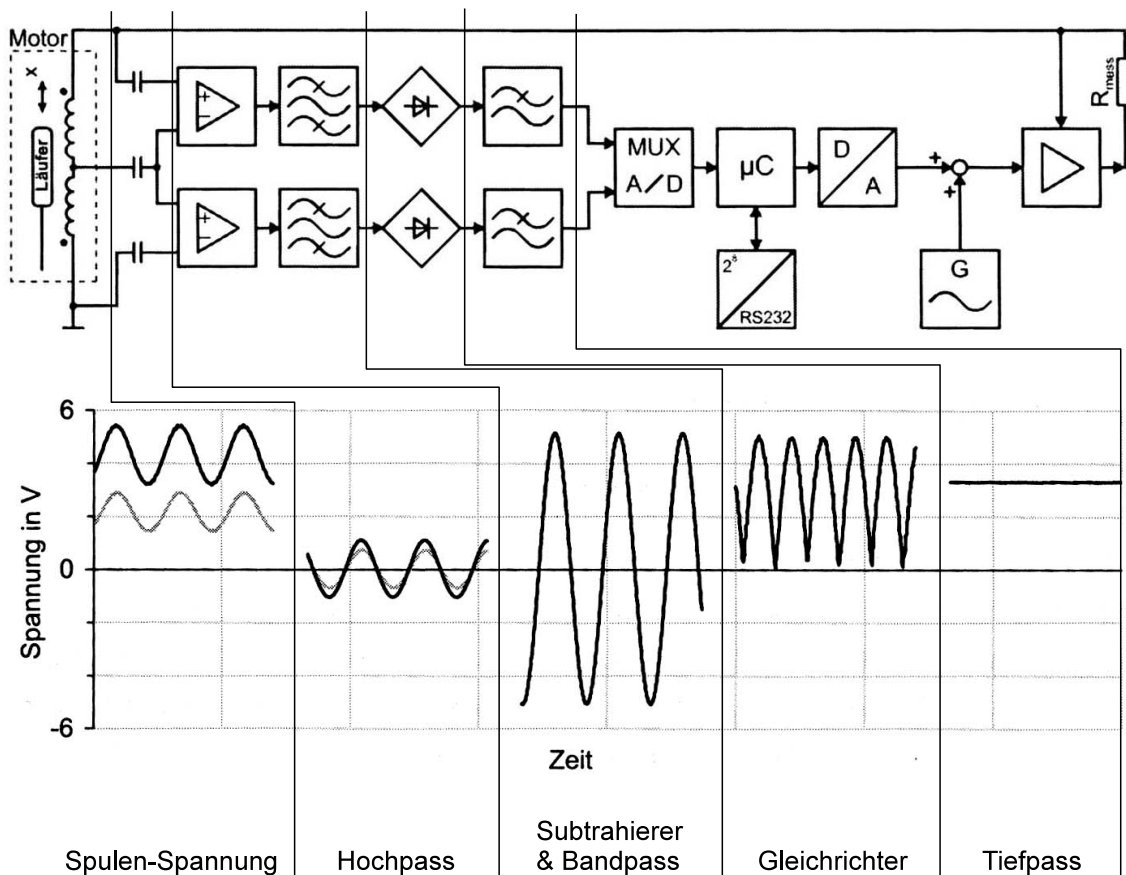 Motor
x
Läufer
+
−
+
−
MUX
A/D
µC
D
A
+
+
R_mess
2⁸
RS232
G
6
0
-6
Spannung in V
Zeit
Spulen-Spannung
Hochpass
Subtrahierer
& Bandpass
Gleichrichter
Tiefpass